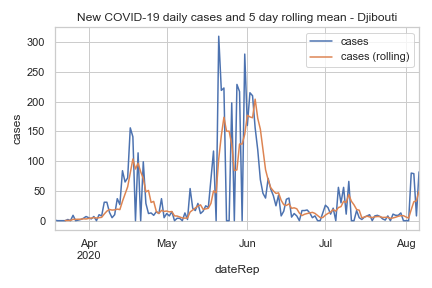 New COVID-19 daily cases and 5 day rolling mean - Djibouti
cases
cases (rolling)
300
250
200
150
100
50
0
cases
Apr
2020
May
Jun
Jul
Aug
dateRep